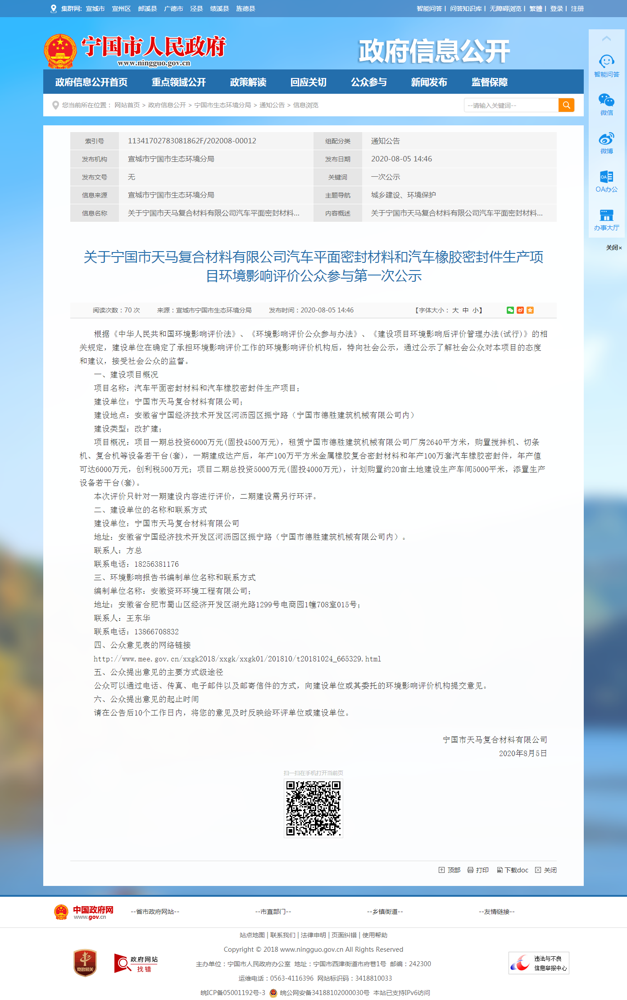 集群网: 宣城市 宣州区 郎溪县 广德市 泾县 绩溪县 旌德县
智能问答 | 问答知识库 | 无障碍浏览 | 繁體 | 登录 | 注册
宁国市人民政府
www.ningguo.gov.cn
政府信息公开
政府信息公开首页 重点领域公开 政策解读 回应关切 公众参与 新闻发布 监督保障
您当前所在位置： 网站首页 > 政府信息公开 > 宁国市生态环境分局 > 通知公告 > 信息浏览
--请输入关键词--
智能问答
微信
微博
OA办公
办事大厅
关闭×
索引号 11341702783081862F/202008-00012 组配分类 通知公告
发布机构 宣城市宁国市生态环境分局 发布日期 2020-08-05 14:46
发布文号 无 关键词 一次公示
信息来源 宣城市宁国市生态环境分局 主题导航 城乡建设、环境保护
信息名称 关于宁国市天马复合材料有限公司汽车平面密封材料... 内容概述 关于宁国市天马复合材料有限公司汽车平面密封材料...
关于宁国市天马复合材料有限公司汽车平面密封材料和汽车橡胶密封件生产项
目环境影响评价公众参与第一次公示
阅读次数：70 次 来源：宣城市宁国市生态环境分局 发布时间：2020-08-05 14:46 【字体大小： 大 中 小】
根据《中华人民共和国环境影响评价法》、《环境影响评价公众参与办法》、《建设项目环境影响后评价管理办法(试行)》的相
关规定，建设单位在确定了承担环境影响评价工作的环境影响评价机构后，特向社会公示，通过公示了解社会公众对本项目的态度
和建议，接受社会公众的监督。
一、建设项目概况
项目名称：汽车平面密封材料和汽车橡胶密封件生产项目；
建设单位：宁国市天马复合材料有限公司；
建设地点：安徽省宁国经济技术开发区河沥园区振宁路（宁国市德胜建筑机械有限公司内）
建设类型：改扩建；
项目概况：项目一期总投资6000万元(固投4500万元)，租赁宁国市德胜建筑机械有限公司厂房2640平方米，购置搅拌机、切条
机、复合机等设备若干台(套)，一期建成达产后，年产100万平方米金属橡胶复合密封材料和年产100万套汽车橡胶密封件，年产值
可达6000万元，创利税500万元；项目二期总投资5000万元(固投4000万元)，计划购置约20亩土地建设生产车间5000平米，添置生产
设备若干台(套)。
本次评价只针对一期建设内容进行评价，二期建设需另行环评。
二、建设单位的名称和联系方式
建设单位：宁国市天马复合材料有限公司
地址：安徽省宁国经济技术开发区河沥园区振宁路（宁国市德胜建筑机械有限公司内）。
联系人：方总
联系电话：18256381176
三、环境影响报告书编制单位名称和联系方式
编制单位名称：安徽资环环境工程有限公司；
地址：安徽省合肥市蜀山区经济开发区湖光路1299号电商园1幢708室015号；
联系人：王东华
联系电话：13866708832
四、公众意见表的网络链接
http://www.mee.gov.cn/xxgk2018/xxgk/xxgk01/201810/t20181024_665329.html
五、公众提出意见的主要方式级途径
公众可以通过电话、传真、电子邮件以及邮寄信件的方式，向建设单位或其委托的环境影响评价机构提交意见。
六、公众提出意见的起止时间
请在公告后10个工作日内，将您的意见及时反映给环评单位或建设单位。
宁国市天马复合材料有限公司
2020年8月5日
扫一扫在手机打开当前页
顶部 打印 下载doc 关闭
中国政府网
www.gov.cn
--省市政府网站-- --市直部门-- --乡镇街道-- --友情链接--
站点地图 | 联系我们 | 法律申明 | 页面纠错 | 使用帮助
Copyright © 2018 www.ningguo.gov.cn All Rights Reserved
主办单位：宁国市人民政府办公室 地址：宁国市西津街道市府巷1号 邮编：242300
运维电话：0563-4116396 网站标识码：3418810033
皖ICP备05001192号-3 皖公网安备34188102000030号 本站已支持IPv6访问
党政机关
政府网站
找错
违法与不良
信息举报中心